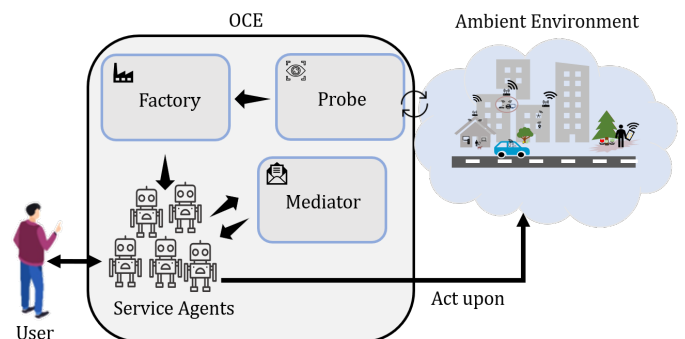 OCE
Ambient Environment
Factory
Probe
Mediator
Service Agents
Act upon
User